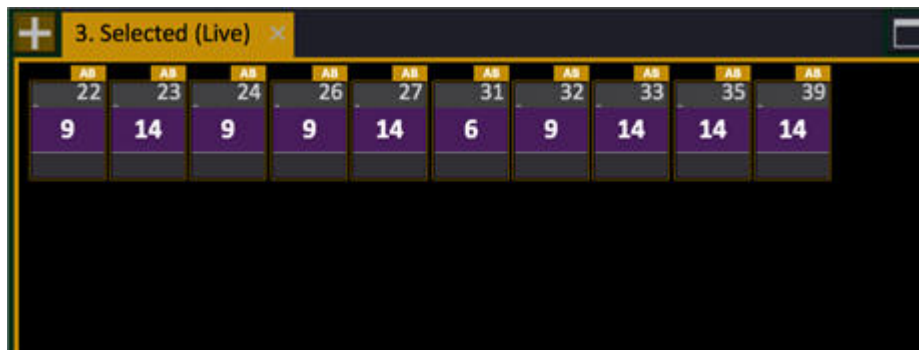 3. Selected (Live) ×
AB AB AB AB AB AB AB AB AB AB
22 23 24 26 27 31 32 33 35 39
9 14 9 9 14 6 9 14 14 14